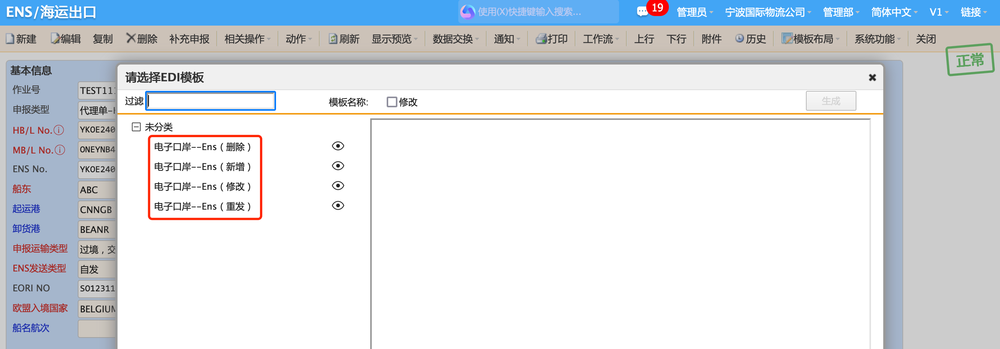 ENS/海运出口
使用(X)快捷键输入搜索...
19
管理员
宁波国际物流公司
管理部
简体中文
V1
链接
新建 编辑 复制 删除 补充申报 相关操作 动作 刷新 显示预览 数据交换 通知 打印 工作流 上行 下行 附件 历史 模板布局 系统功能 关闭
正常
基本信息
作业号 TEST111
申报类型 代理单-H
HB/L No. YKOE240
MB/L No. ONEYNB4
ENS No. YKOE240
船东 ABC
起运港 CNNGB
卸货港 BEANR
申报运输类型 过境，交
ENS发送类型 自发
EORI NO SO12311
欧盟入境国家 BELGIUM
船名航次
请选择EDI模板
过滤
模板名称:
修改
生成
未分类
电子口岸--Ens（删除）
电子口岸--Ens（新增）
电子口岸--Ens（修改）
电子口岸--Ens（重发）